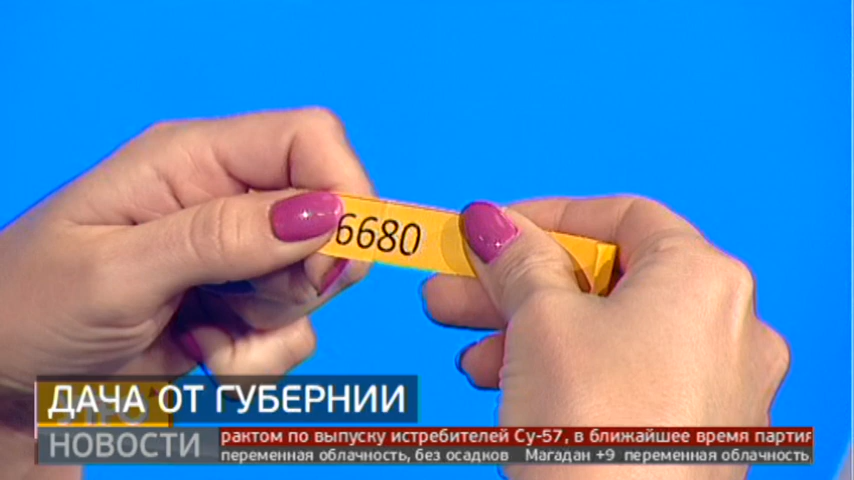 6680
ДАЧА ОТ ГУБЕРНИИ
УТРО
НОВОСТИ
рактом по выпуску истребителей Су-57, в ближайшее время партия
переменная облачность, без осадков Магадан +9 переменная облачность,